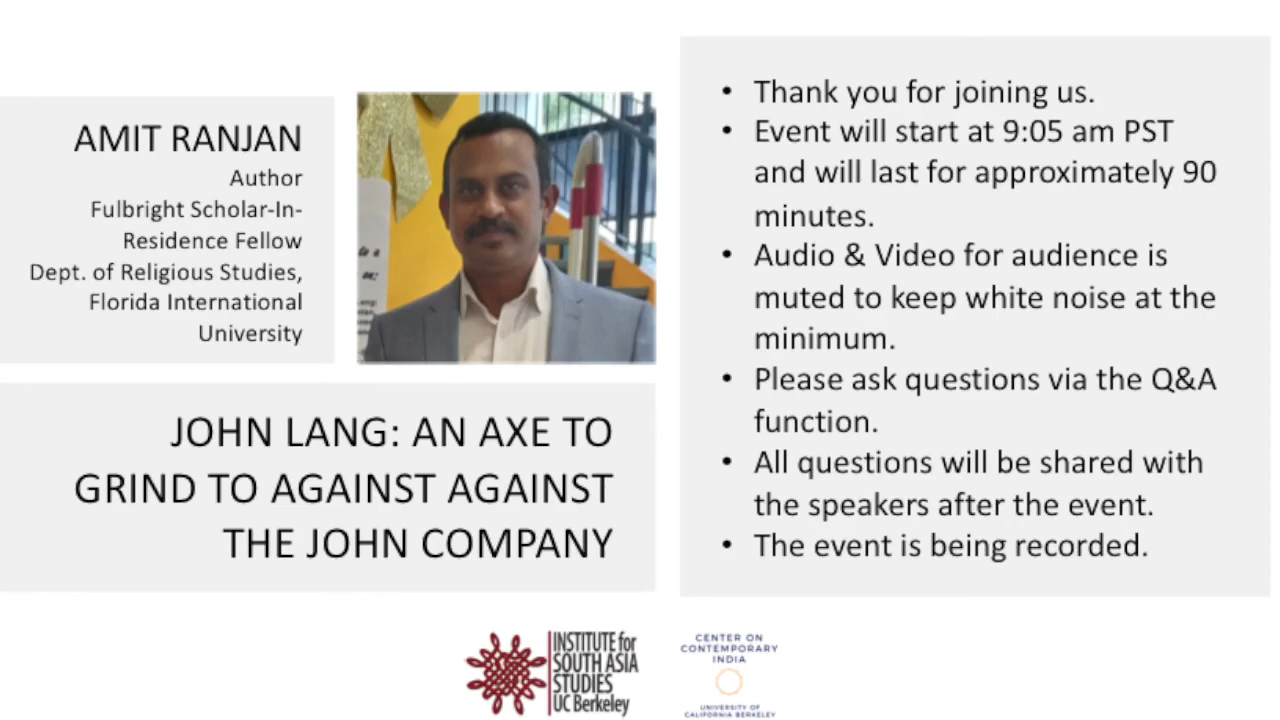 AMIT RANJAN
Author
Fulbright Scholar-In-
Residence Fellow
Dept. of Religious Studies,
Florida International
University
JOHN LANG: AN AXE TO
GRIND TO AGAINST AGAINST
THE JOHN COMPANY
• Thank you for joining us.
• Event will start at 9:05 am PST
and will last for approximately 90
minutes.
• Audio & Video for audience is
muted to keep white noise at the
minimum.
• Please ask questions via the Q&A
function.
• All questions will be shared with
the speakers after the event.
• The event is being recorded.
INSTITUTE for
SOUTH ASIA
STUDIES
UC Berkeley
CENTER ON
CONTEMPORARY
INDIA
UNIVERSITY OF
CALIFORNIA BERKELEY